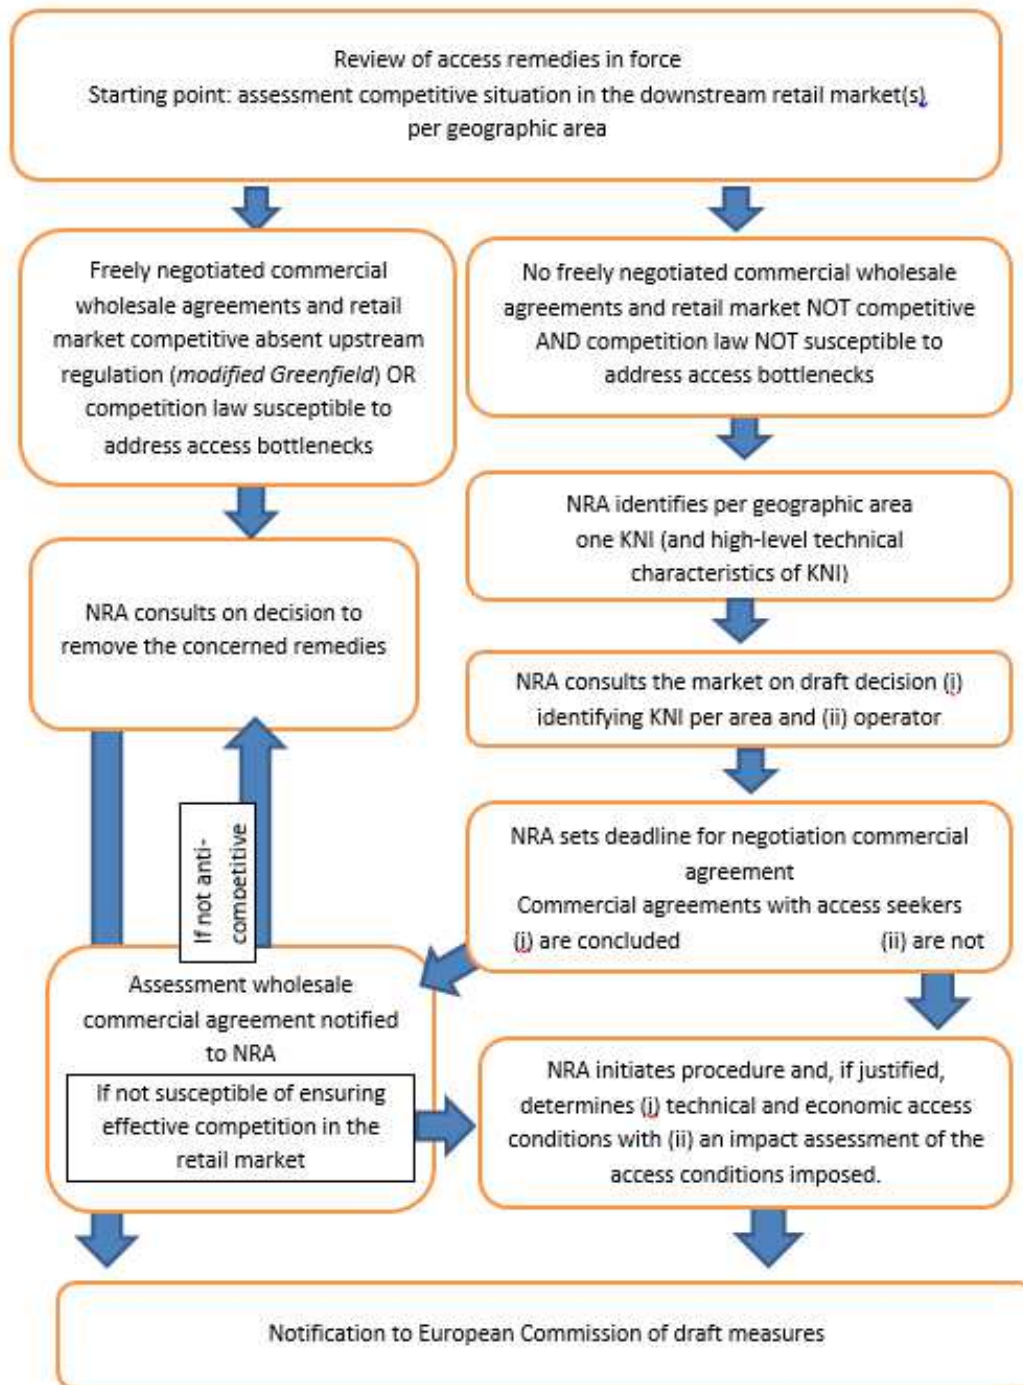 Review of access remedies in force
Starting point: assessment competitive situation in the downstream retail market(s),
per geographic area
Freely negotiated commercial
wholesale agreements and retail
market competitive absent upstream
regulation (modified Greenfield) OR
competition law susceptible to
address access bottlenecks
No freely negotiated commercial wholesale
agreements and retail market NOT competitive
AND competition law NOT susceptible to
address access bottlenecks
NRA identifies per geographic area
one KNI (and high-level technical
characteristics of KNI)
NRA consults on decision to
remove the concerned remedies
NRA consults the market on draft decision (i)
identifying KNI per area and (ii) operator
NRA sets deadline for negotiation commercial
agreement
Commercial agreements with access seekers
(i) are concluded (ii) are not
If not anti-
competitive
Assessment wholesale
commercial agreement notified
to NRA
If not susceptible of ensuring
effective competition in the
retail market
NRA initiates procedure and, if justified,
determines (i) technical and economic access
conditions with (ii) an impact assessment of the
access conditions imposed.
Notification to European Commission of draft measures